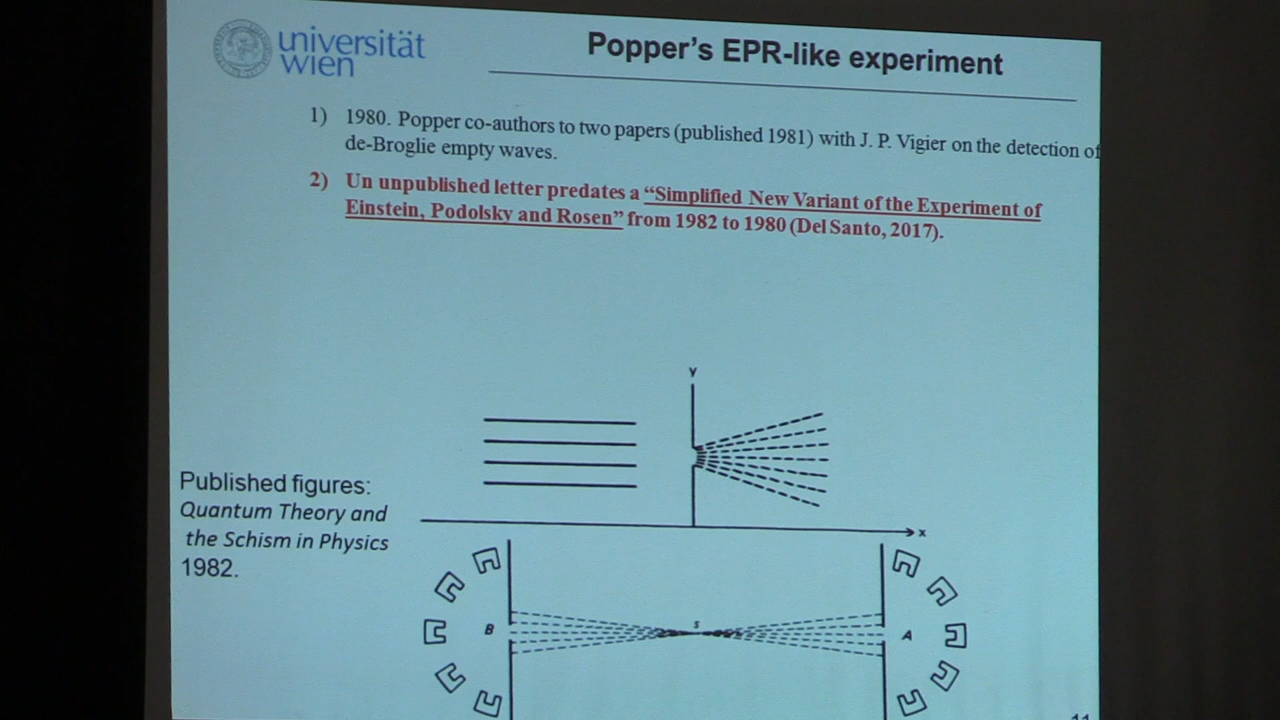 universität
wien
Popper's EPR-like experiment
1) 1980. Popper co-authors to two papers (published 1981) with J. P. Vigier on the detection of
de-Broglie empty waves.
2) Un unpublished letter predates a “Simplified New Variant of the Experiment of
Einstein, Podolsky and Rosen” from 1982 to 1980 (Del Santo, 2017).
y
Published figures:
Quantum Theory and
the Schism in Physics
1982.
x
B
S
A